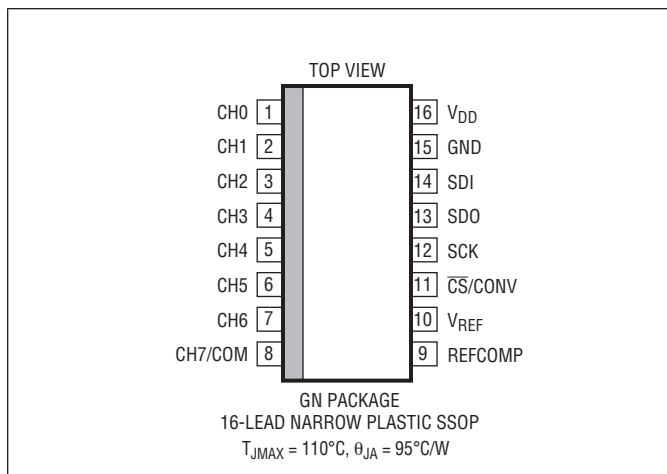 TOP VIEW
CH0 1 16 VDD
CH1 2 15 GND
CH2 3 14 SDI
CH3 4 13 SDO
CH4 5 12 SCK
CH5 6 11 C̅S̅/CONV
CH6 7 10 VREF
CH7/COM 8 9 REFCOMP
GN PACKAGE
16-LEAD NARROW PLASTIC SSOP
TJMAX = 110°C, θJA = 95°C/W